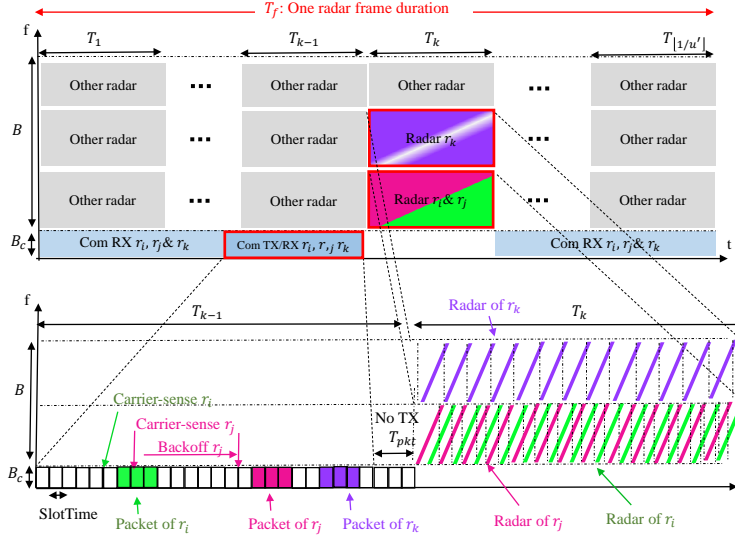 T_f: One radar frame duration
f
T_1
T_{k-1}
T_k
T_{⌊1/u'⌋}
Other radar
...
Other radar
Other radar
...
Other radar
B
Other radar
...
Other radar
Radar r_k
...
Other radar
Other radar
...
Other radar
Radar r_i & r_j
...
Other radar
B_c
Com RX r_i, r_j & r_k
Com TX/RX r_i, r,_j r_k
Com RX r_i, r_j & r_k
t
f
T_{k-1}
T_k
Radar of r_k
B
Carrier-sense r_i
Carrier-sense r_j
Backoff r_j
No TX
T_{pkt}
B_c
SlotTime
Packet of r_i
Packet of r_j
Packet of r_k
Radar of r_j
Radar of r_i